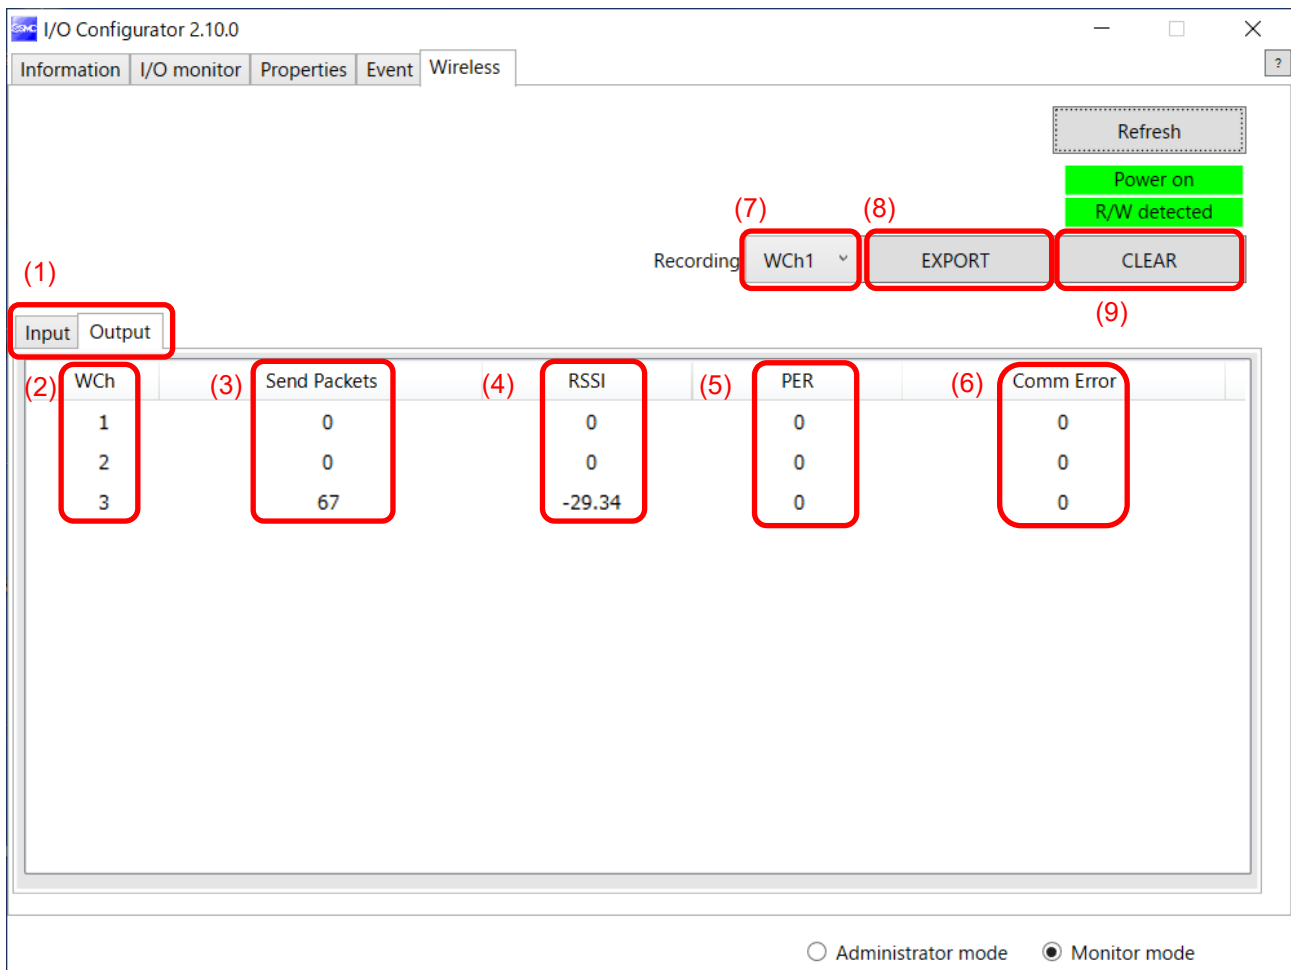 SMC I/O Configurator 2.10.0
Information I/O monitor Properties Event Wireless ?
Refresh
Power on
R/W detected
(7) (8)
Recording WCh1 EXPORT CLEAR
(1)
(9)
Input Output
(2) WCh (3) Send Packets (4) RSSI (5) PER (6) Comm Error
1 0 0 0 0
2 0 0 0 0
3 67 -29.34 0 0
Administrator mode Monitor mode